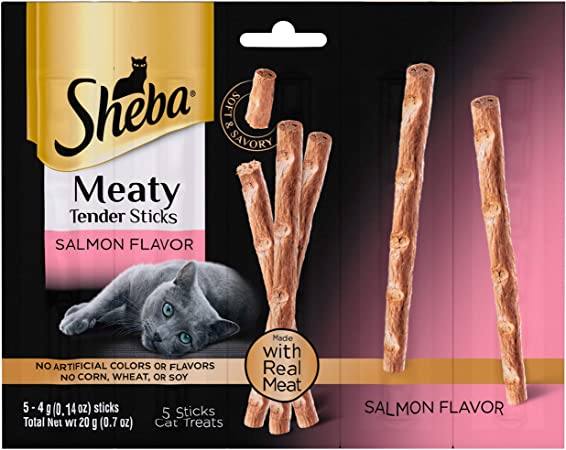 Sheba®
Meaty
Tender Sticks
SALMON FLAVOR
SOFT & SAVORY
NO ARTIFICIAL COLORS OR FLAVORS
NO CORN, WHEAT, OR SOY
5 - 4 g (0.14 oz) sticks
Total Net wt 20 g (0.7 oz)
5 Sticks
Cat Treats
Made
with
Real
Meat
SALMON FLAVOR